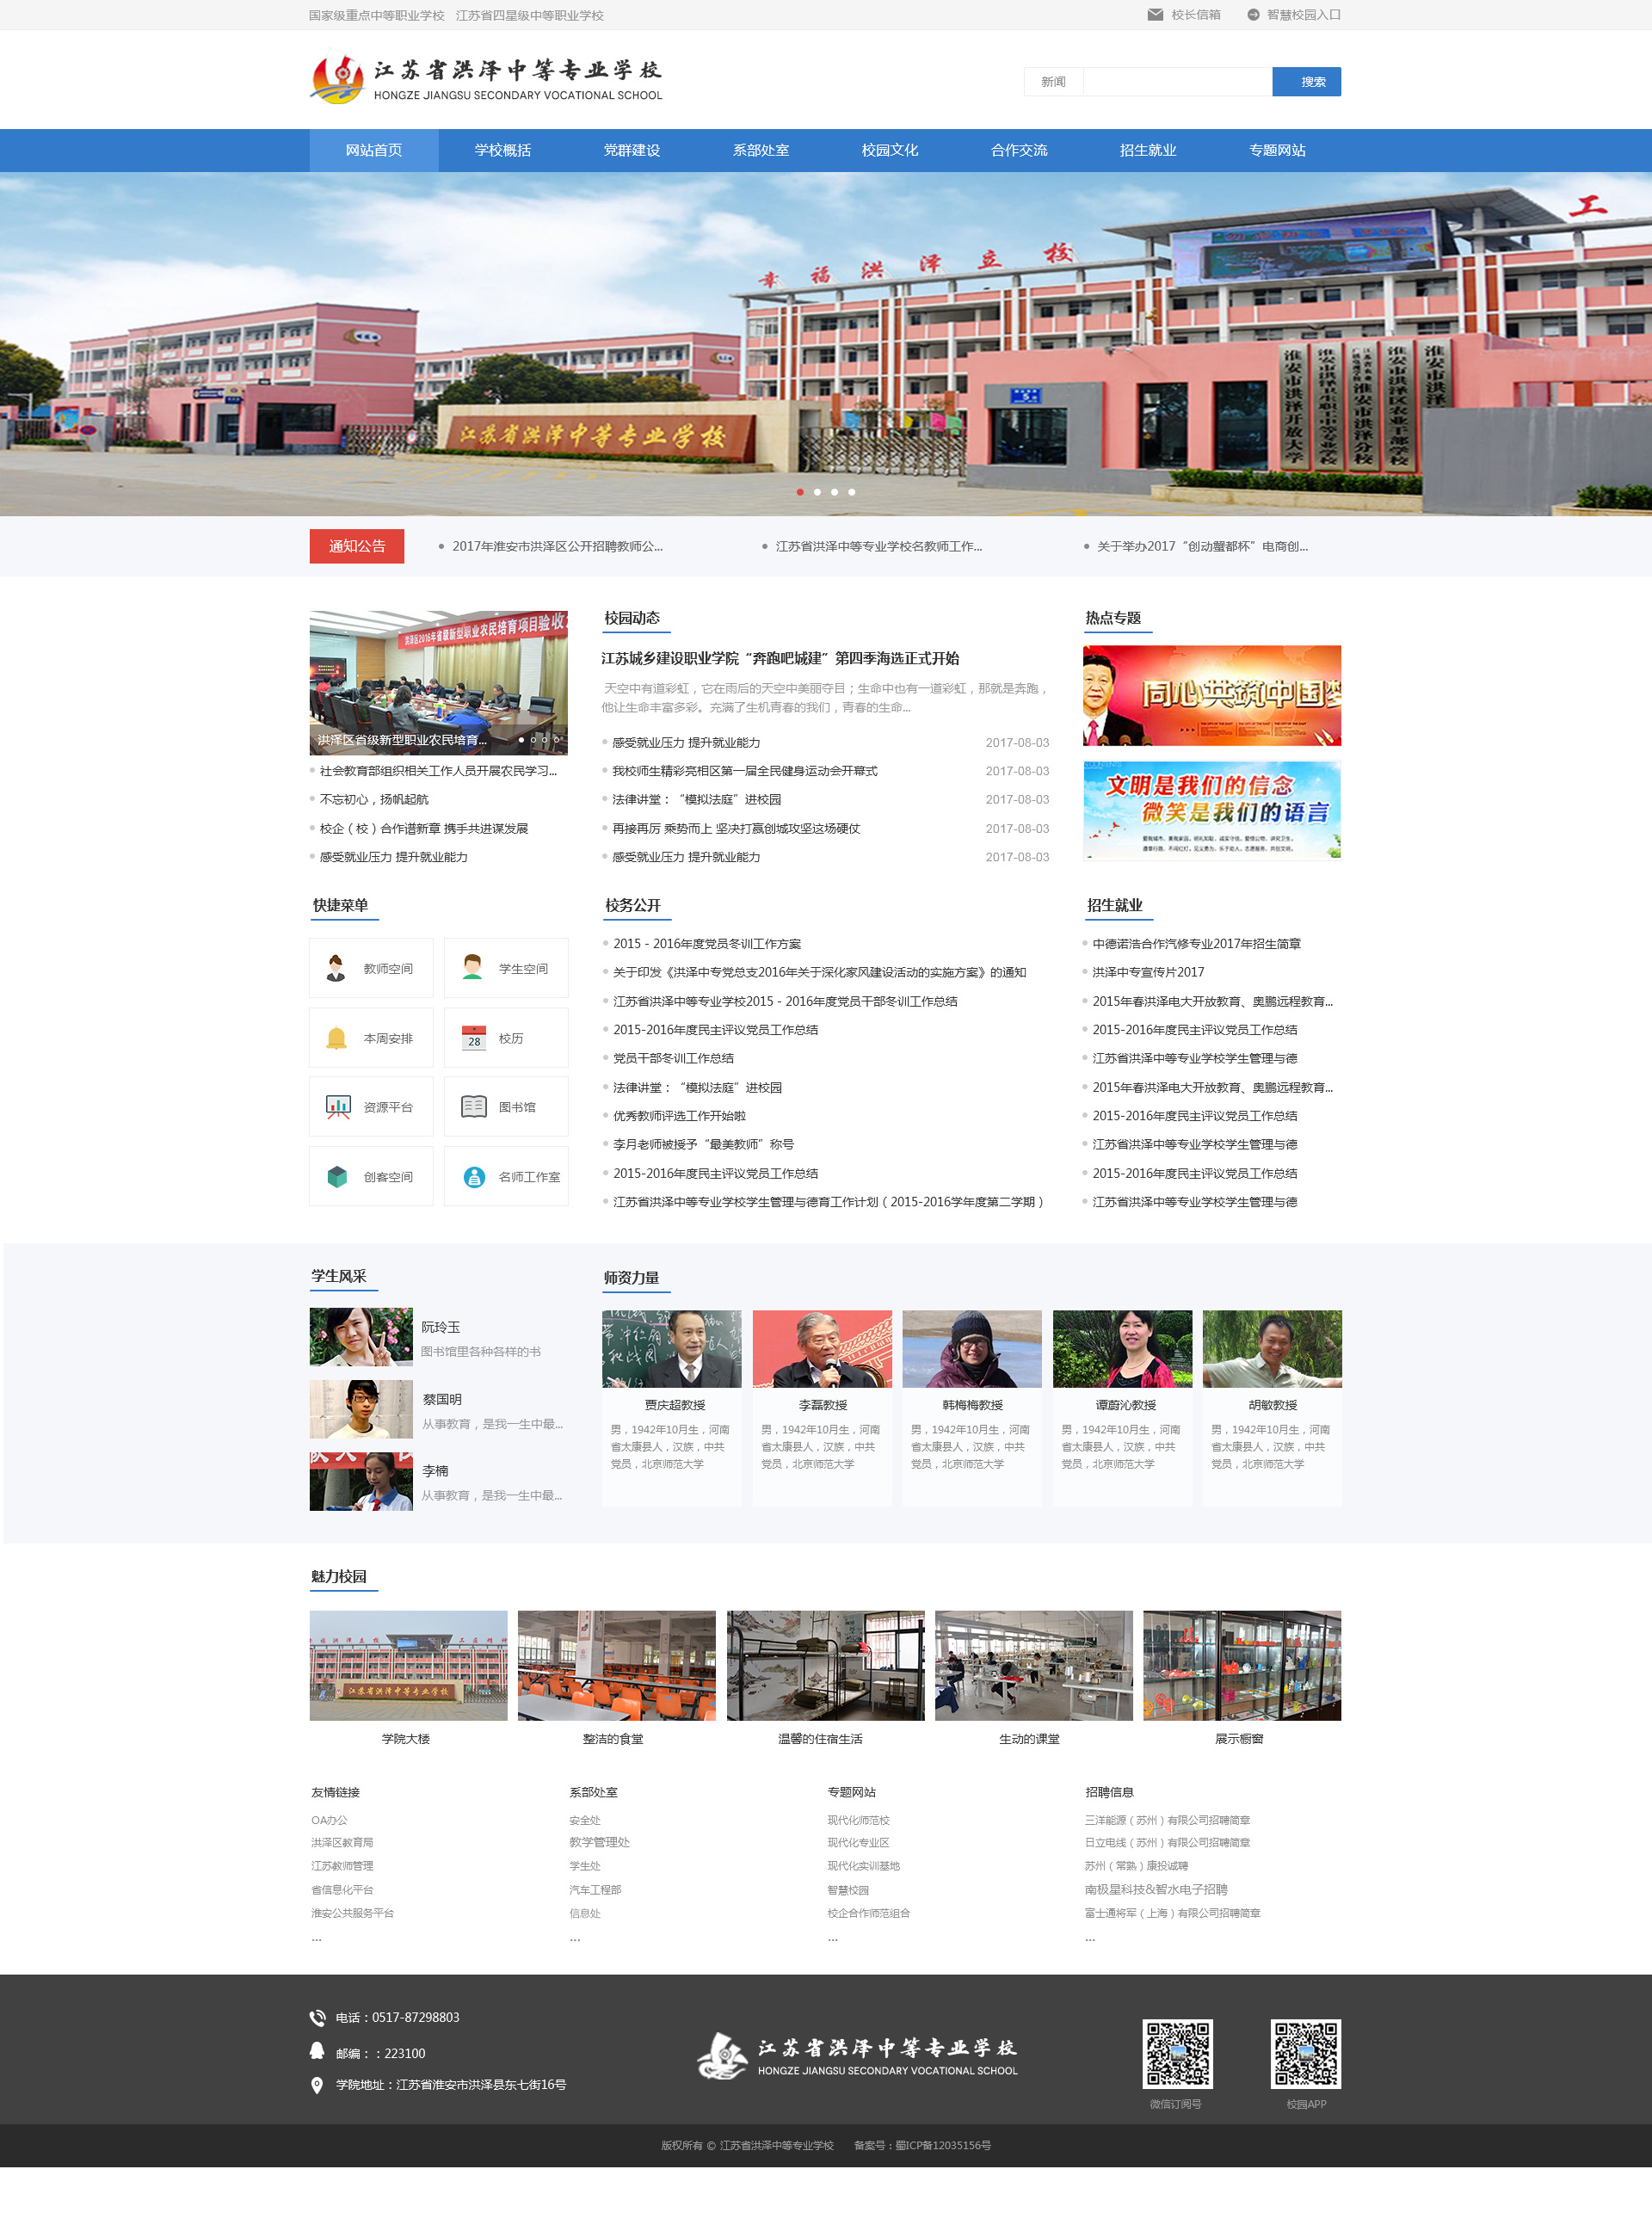 国家级重点中等职业学校 江苏省四星级中等职业学校
校长信箱
智慧校园入口
江苏省洪泽中等专业学校
HONGZE JIANGSU SECONDARY VOCATIONAL SCHOOL
新闻
搜索
网站首页 学校概括 党群建设 系部处室 校园文化 合作交流 招生就业 专题网站
工
幸福洪泽立校
江苏省洪泽中等专业学校
淮安市洪泽开放大学
通知公告
2017年淮安市洪泽区公开招聘教师公...
江苏省洪泽中等专业学校名教师工作...
关于举办2017“创动蟹都杯”电商创...
洪泽区2016年省级新型职业农民培育项目验收
洪泽区省级新型职业农民培育...
社会教育部组织相关工作人员开展农民学习...
不忘初心，扬帆起航
校企（校）合作谱新章 携手共进谋发展
感受就业压力 提升就业能力
校园动态
江苏城乡建设职业学院“奔跑吧城建”第四季海选正式开始
天空中有道彩虹，它在雨后的天空中美丽夺目；生命中也有一道彩虹，那就是奔跑，
他让生命丰富多彩。充满了生机青春的我们，青春的生命...
感受就业压力 提升就业能力 2017-08-03
我校师生精彩亮相区第一届全民健身运动会开幕式 2017-08-03
法律讲堂：“模拟法庭”进校园 2017-08-03
再接再厉 乘势而上 坚决打赢创城攻坚这场硬仗 2017-08-03
感受就业压力 提升就业能力 2017-08-03
热点专题
同心共筑中国梦
文明是我们的信念
微笑是我们的语言
快捷菜单
教师空间
学生空间
本周安排
28
校历
资源平台
图书馆
创客空间
名师工作室
校务公开
2015 - 2016年度党员冬训工作方案
关于印发《洪泽中专党总支2016年关于深化家风建设活动的实施方案》的通知
江苏省洪泽中等专业学校2015 - 2016年度党员干部冬训工作总结
2015-2016年度民主评议党员工作总结
党员干部冬训工作总结
法律讲堂：“模拟法庭”进校园
优秀教师评选工作开始啦
李月老师被授予“最美教师”称号
2015-2016年度民主评议党员工作总结
江苏省洪泽中等专业学校学生管理与德育工作计划（2015-2016学年度第二学期）
招生就业
中德诺浩合作汽修专业2017年招生简章
洪泽中专宣传片2017
2015年春洪泽电大开放教育、奥鹏远程教育...
2015-2016年度民主评议党员工作总结
江苏省洪泽中等专业学校学生管理与德
2015年春洪泽电大开放教育、奥鹏远程教育...
2015-2016年度民主评议党员工作总结
江苏省洪泽中等专业学校学生管理与德
2015-2016年度民主评议党员工作总结
江苏省洪泽中等专业学校学生管理与德
学生风采
阮玲玉
图书馆里各种各样的书
蔡国明
从事教育，是我一生中最...
李楠
从事教育，是我一生中最...
师资力量
贾庆超教授
男，1942年10月生，河南
省太康县人，汉族，中共
党员，北京师范大学
李磊教授
男，1942年10月生，河南
省太康县人，汉族，中共
党员，北京师范大学
韩梅梅教授
男，1942年10月生，河南
省太康县人，汉族，中共
党员，北京师范大学
谭蔚沁教授
男，1942年10月生，河南
省太康县人，汉族，中共
党员，北京师范大学
胡敏教授
男，1942年10月生，河南
省太康县人，汉族，中共
党员，北京师范大学
魅力校园
江苏省洪泽中等专业学校
学院大楼
整洁的食堂
温馨的住宿生活
生动的课堂
展示橱窗
友情链接
OA办公
洪泽区教育局
江苏教师管理
省信息化平台
淮安公共服务平台
...
系部处室
安全处
教学管理处
学生处
汽车工程部
信息处
...
专题网站
现代化师范校
现代化专业区
现代化实训基地
智慧校园
校企合作师范组合
...
招聘信息
三洋能源（苏州）有限公司招聘简章
日立电线（苏州）有限公司招聘简章
苏州（常熟）康投诚聘
南极星科技&智水电子招聘
富士通将军（上海）有限公司招聘简章
...
电话：0517-87298803
邮编：：223100
学院地址：江苏省淮安市洪泽县东七街16号
江苏省洪泽中等专业学校
HONGZE JIANGSU SECONDARY VOCATIONAL SCHOOL
微信订阅号
校园APP
版权所有 © 江苏省洪泽中等专业学校 备案号：蜀ICP备12035156号